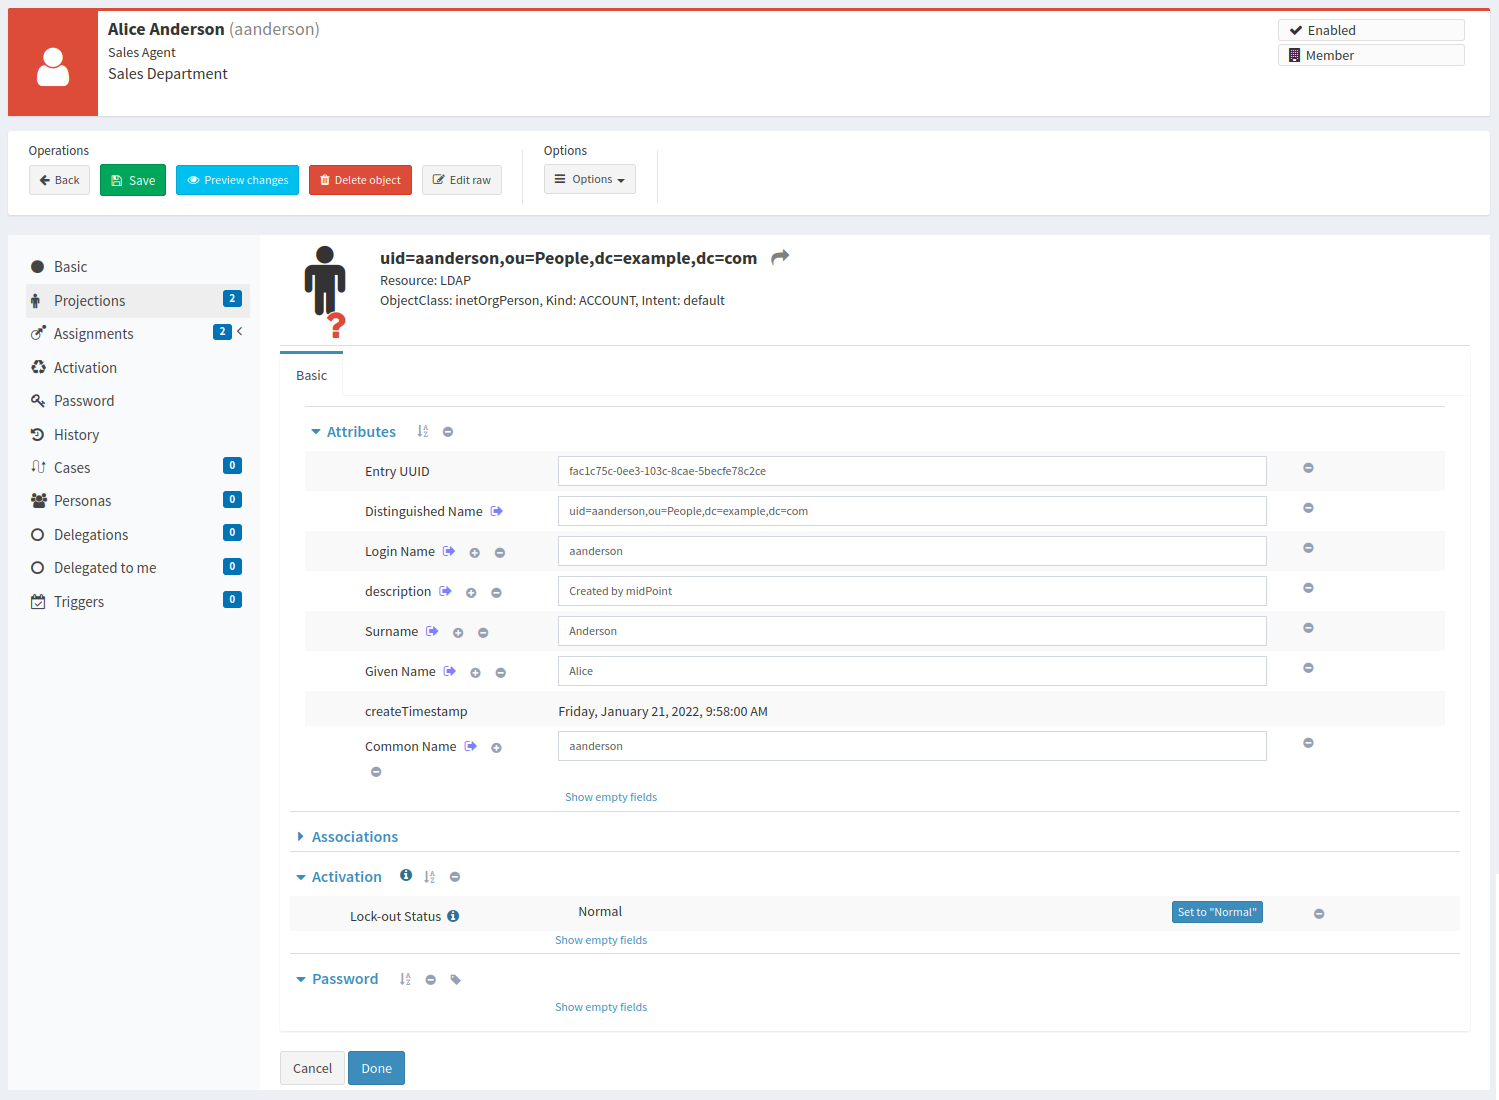 Alice Anderson (aanderson)
Sales Agent
Sales Department
Enabled
Member
Operations
Options
Back
Save
Preview changes
Delete object
Edit raw
Options
Basic
Projections 2
Assignments 2
Activation
Password
History
Cases 0
Personas 0
Delegations 0
Delegated to me 0
Triggers 0
uid=aanderson,ou=People,dc=example,dc=com
Resource: LDAP
ObjectClass: inetOrgPerson, Kind: ACCOUNT, Intent: default
Basic
Attributes
Entry UUID fac1c75c-0ee3-103c-8cae-5becfe78c2ce
Distinguished Name uid=aanderson,ou=People,dc=example,dc=com
Login Name aanderson
description Created by midPoint
Surname Anderson
Given Name Alice
createTimestamp Friday, January 21, 2022, 9:58:00 AM
Common Name aanderson
Show empty fields
Associations
Activation
Lock-out Status Normal Set to "Normal"
Show empty fields
Password
Show empty fields
Cancel
Done